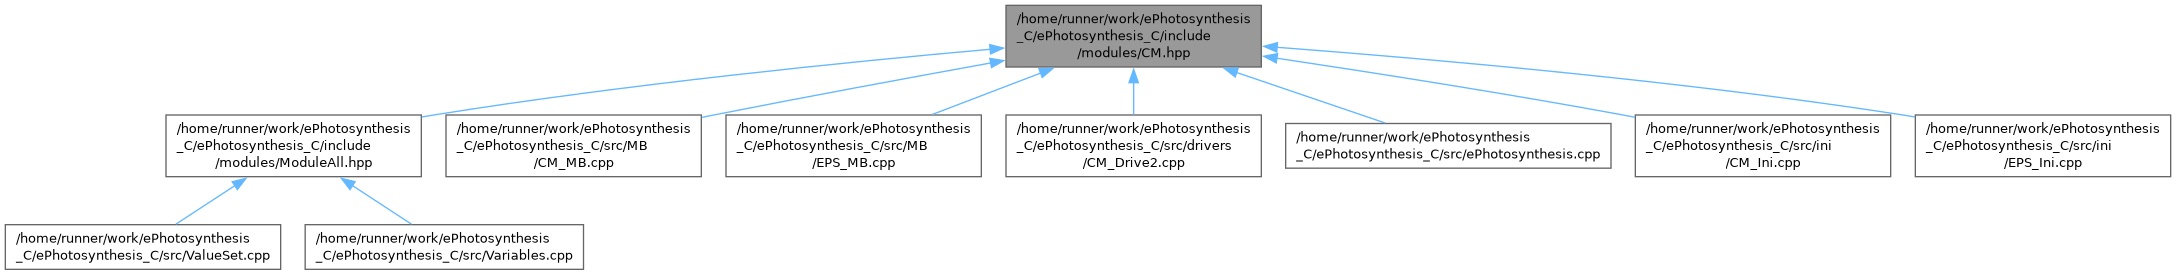 /home/runner/work/ePhotosynthesis
_C/ePhotosynthesis_C/include
/modules/CM.hpp
/home/runner/work/ePhotosynthesis
_C/ePhotosynthesis_C/include
/modules/ModuleAll.hpp
/home/runner/work/ePhotosynthesis
_C/ePhotosynthesis_C/src/MB
/CM_MB.cpp
/home/runner/work/ePhotosynthesis
_C/ePhotosynthesis_C/src/MB
/EPS_MB.cpp
/home/runner/work/ePhotosynthesis
_C/ePhotosynthesis_C/src/drivers
/CM_Drive2.cpp
/home/runner/work/ePhotosynthesis
_C/ePhotosynthesis_C/src/ePhotosynthesis.cpp
/home/runner/work/ePhotosynthesis
_C/ePhotosynthesis_C/src/ini
/CM_Ini.cpp
/home/runner/work/ePhotosynthesis
_C/ePhotosynthesis_C/src/ini
/EPS_Ini.cpp
/home/runner/work/ePhotosynthesis
_C/ePhotosynthesis_C/src/ValueSet.cpp
/home/runner/work/ePhotosynthesis
_C/ePhotosynthesis_C/src/Variables.cpp